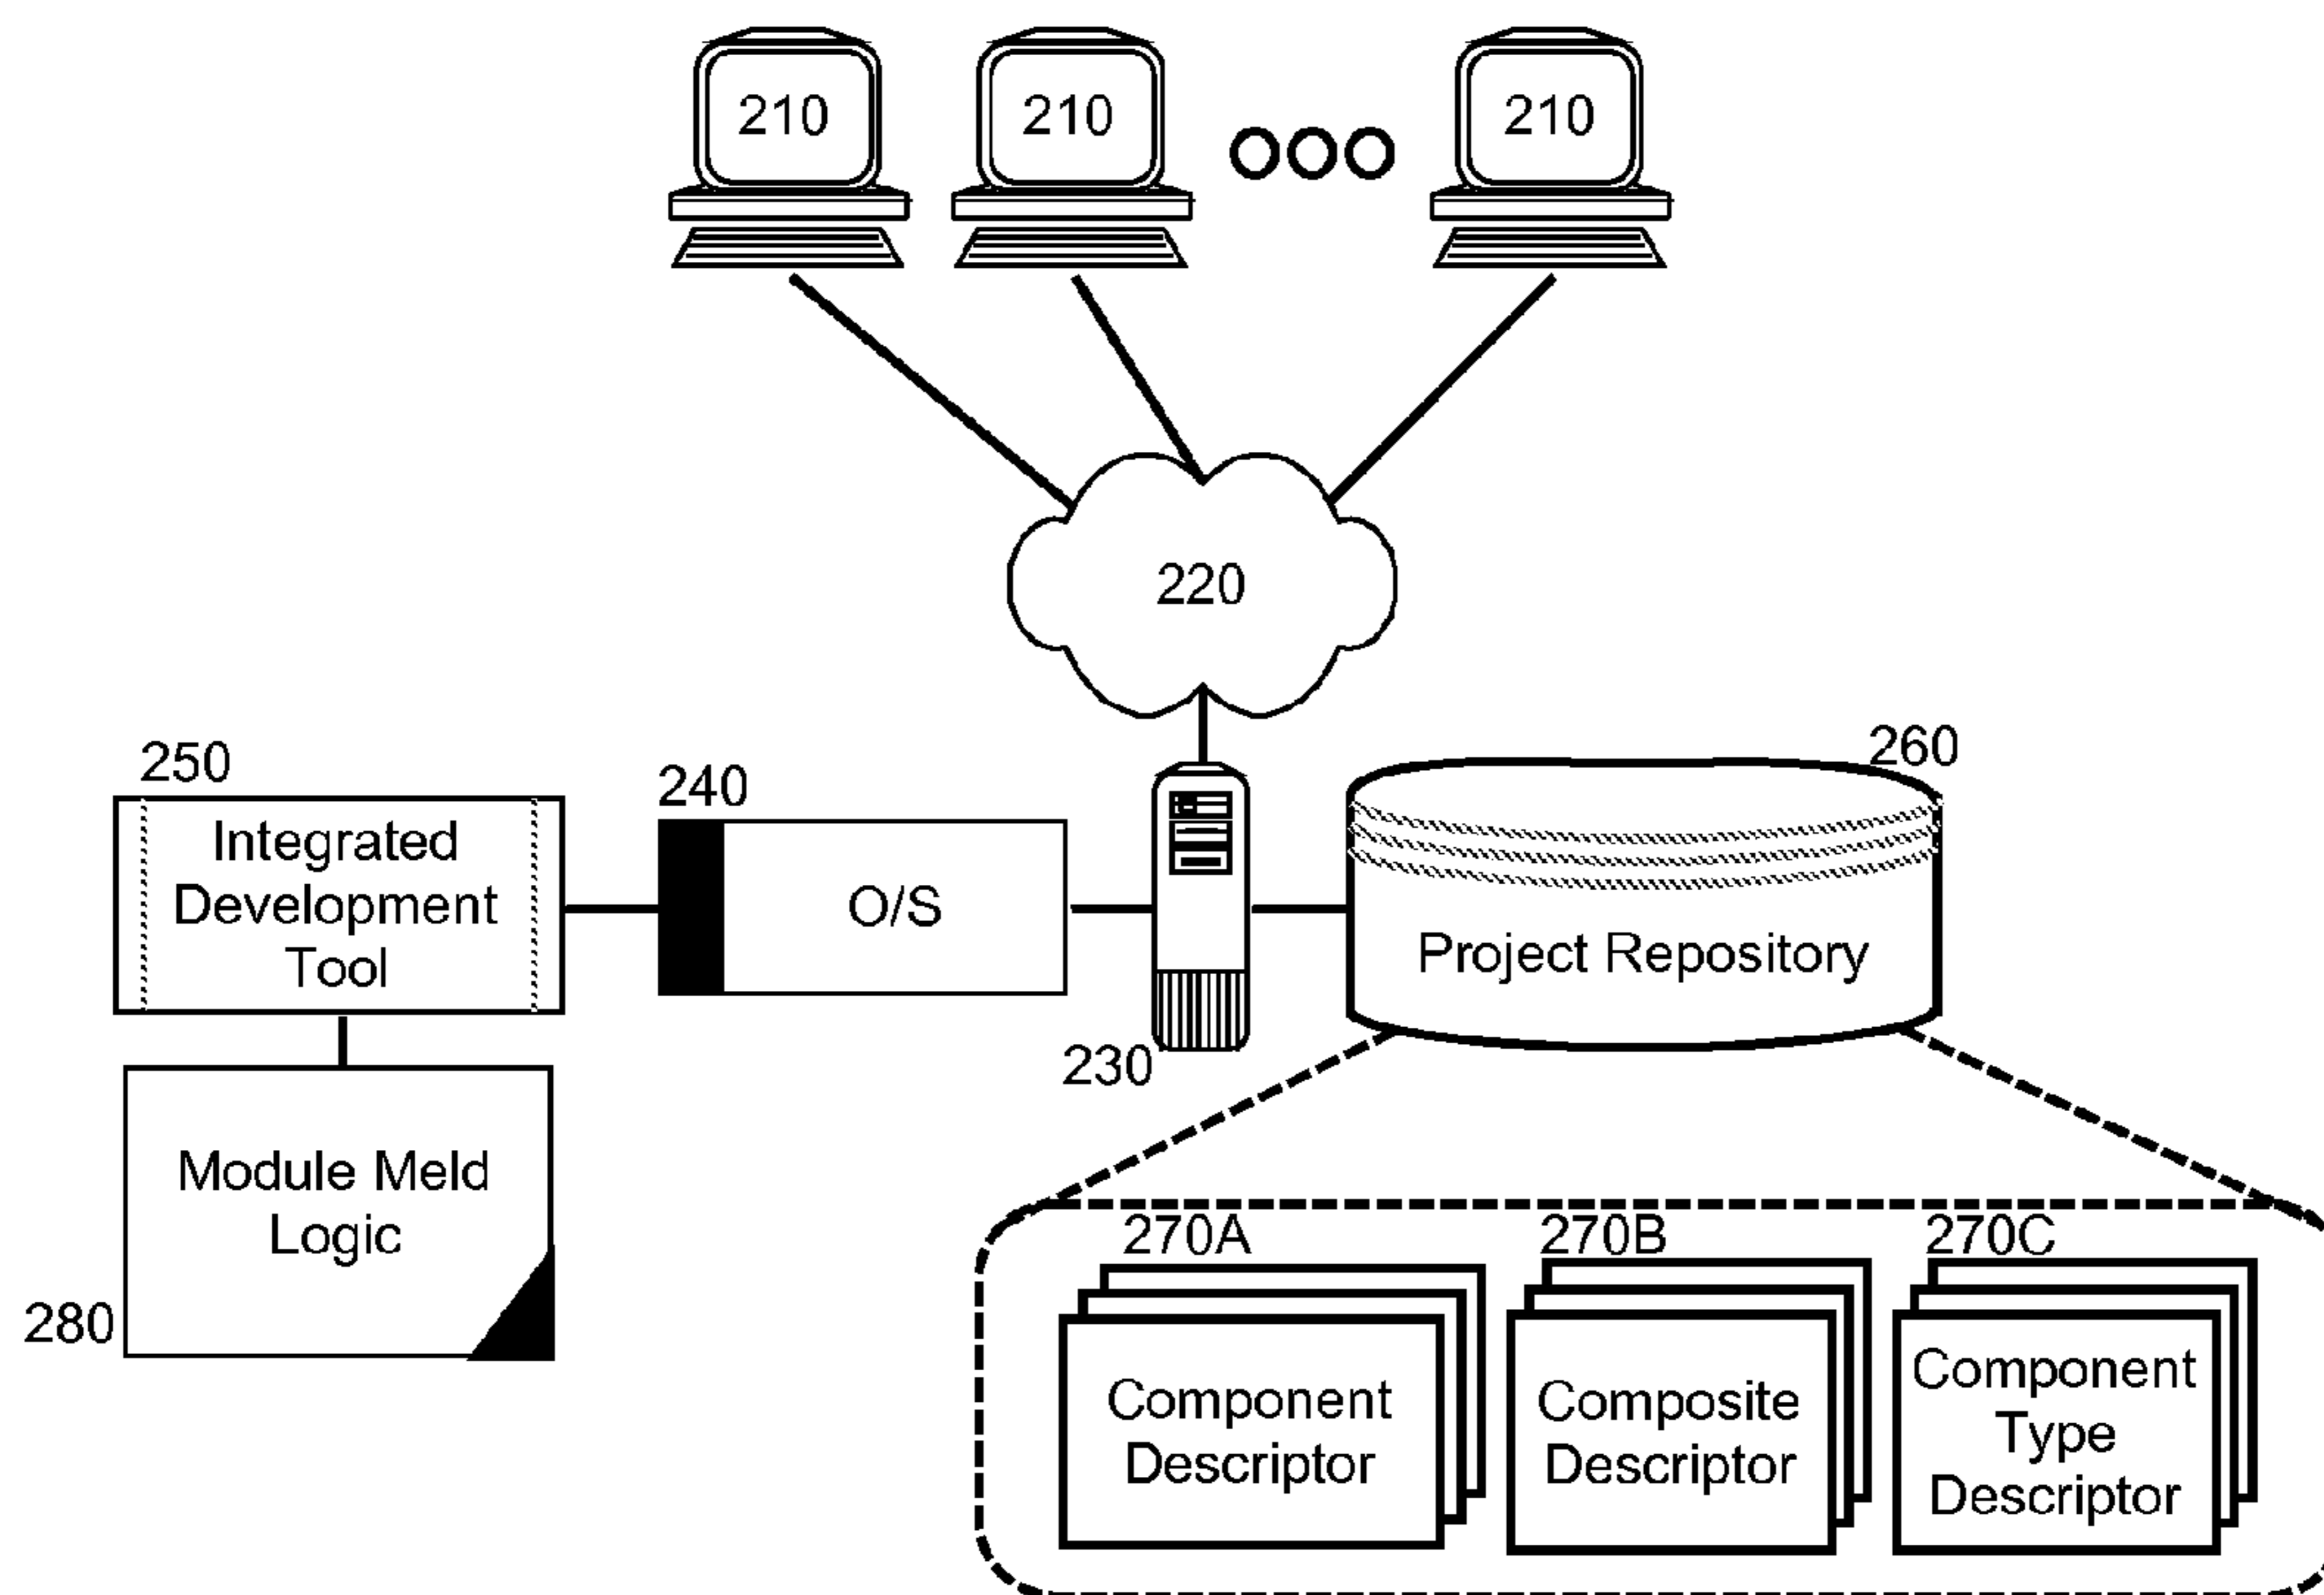 210
210
210
220
250
Integrated
Development
Tool
240
O/S
230
260
Project Repository
Module Meld
Logic
280
270A
Component
Descriptor
270B
Composite
Descriptor
270C
Component
Type
Descriptor